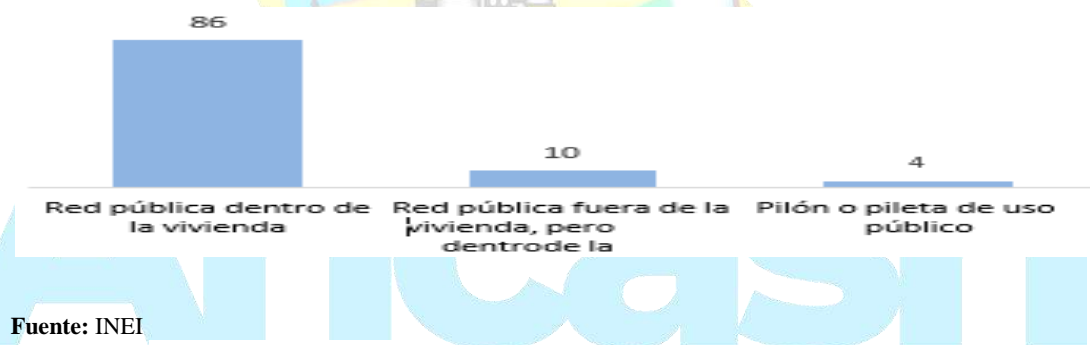 86
10
4
Red pública dentro de
la vivienda
Red pública fuera de la
vivienda, pero
dentrode la
Pilón o pileta de uso
público
Fuente: INEI